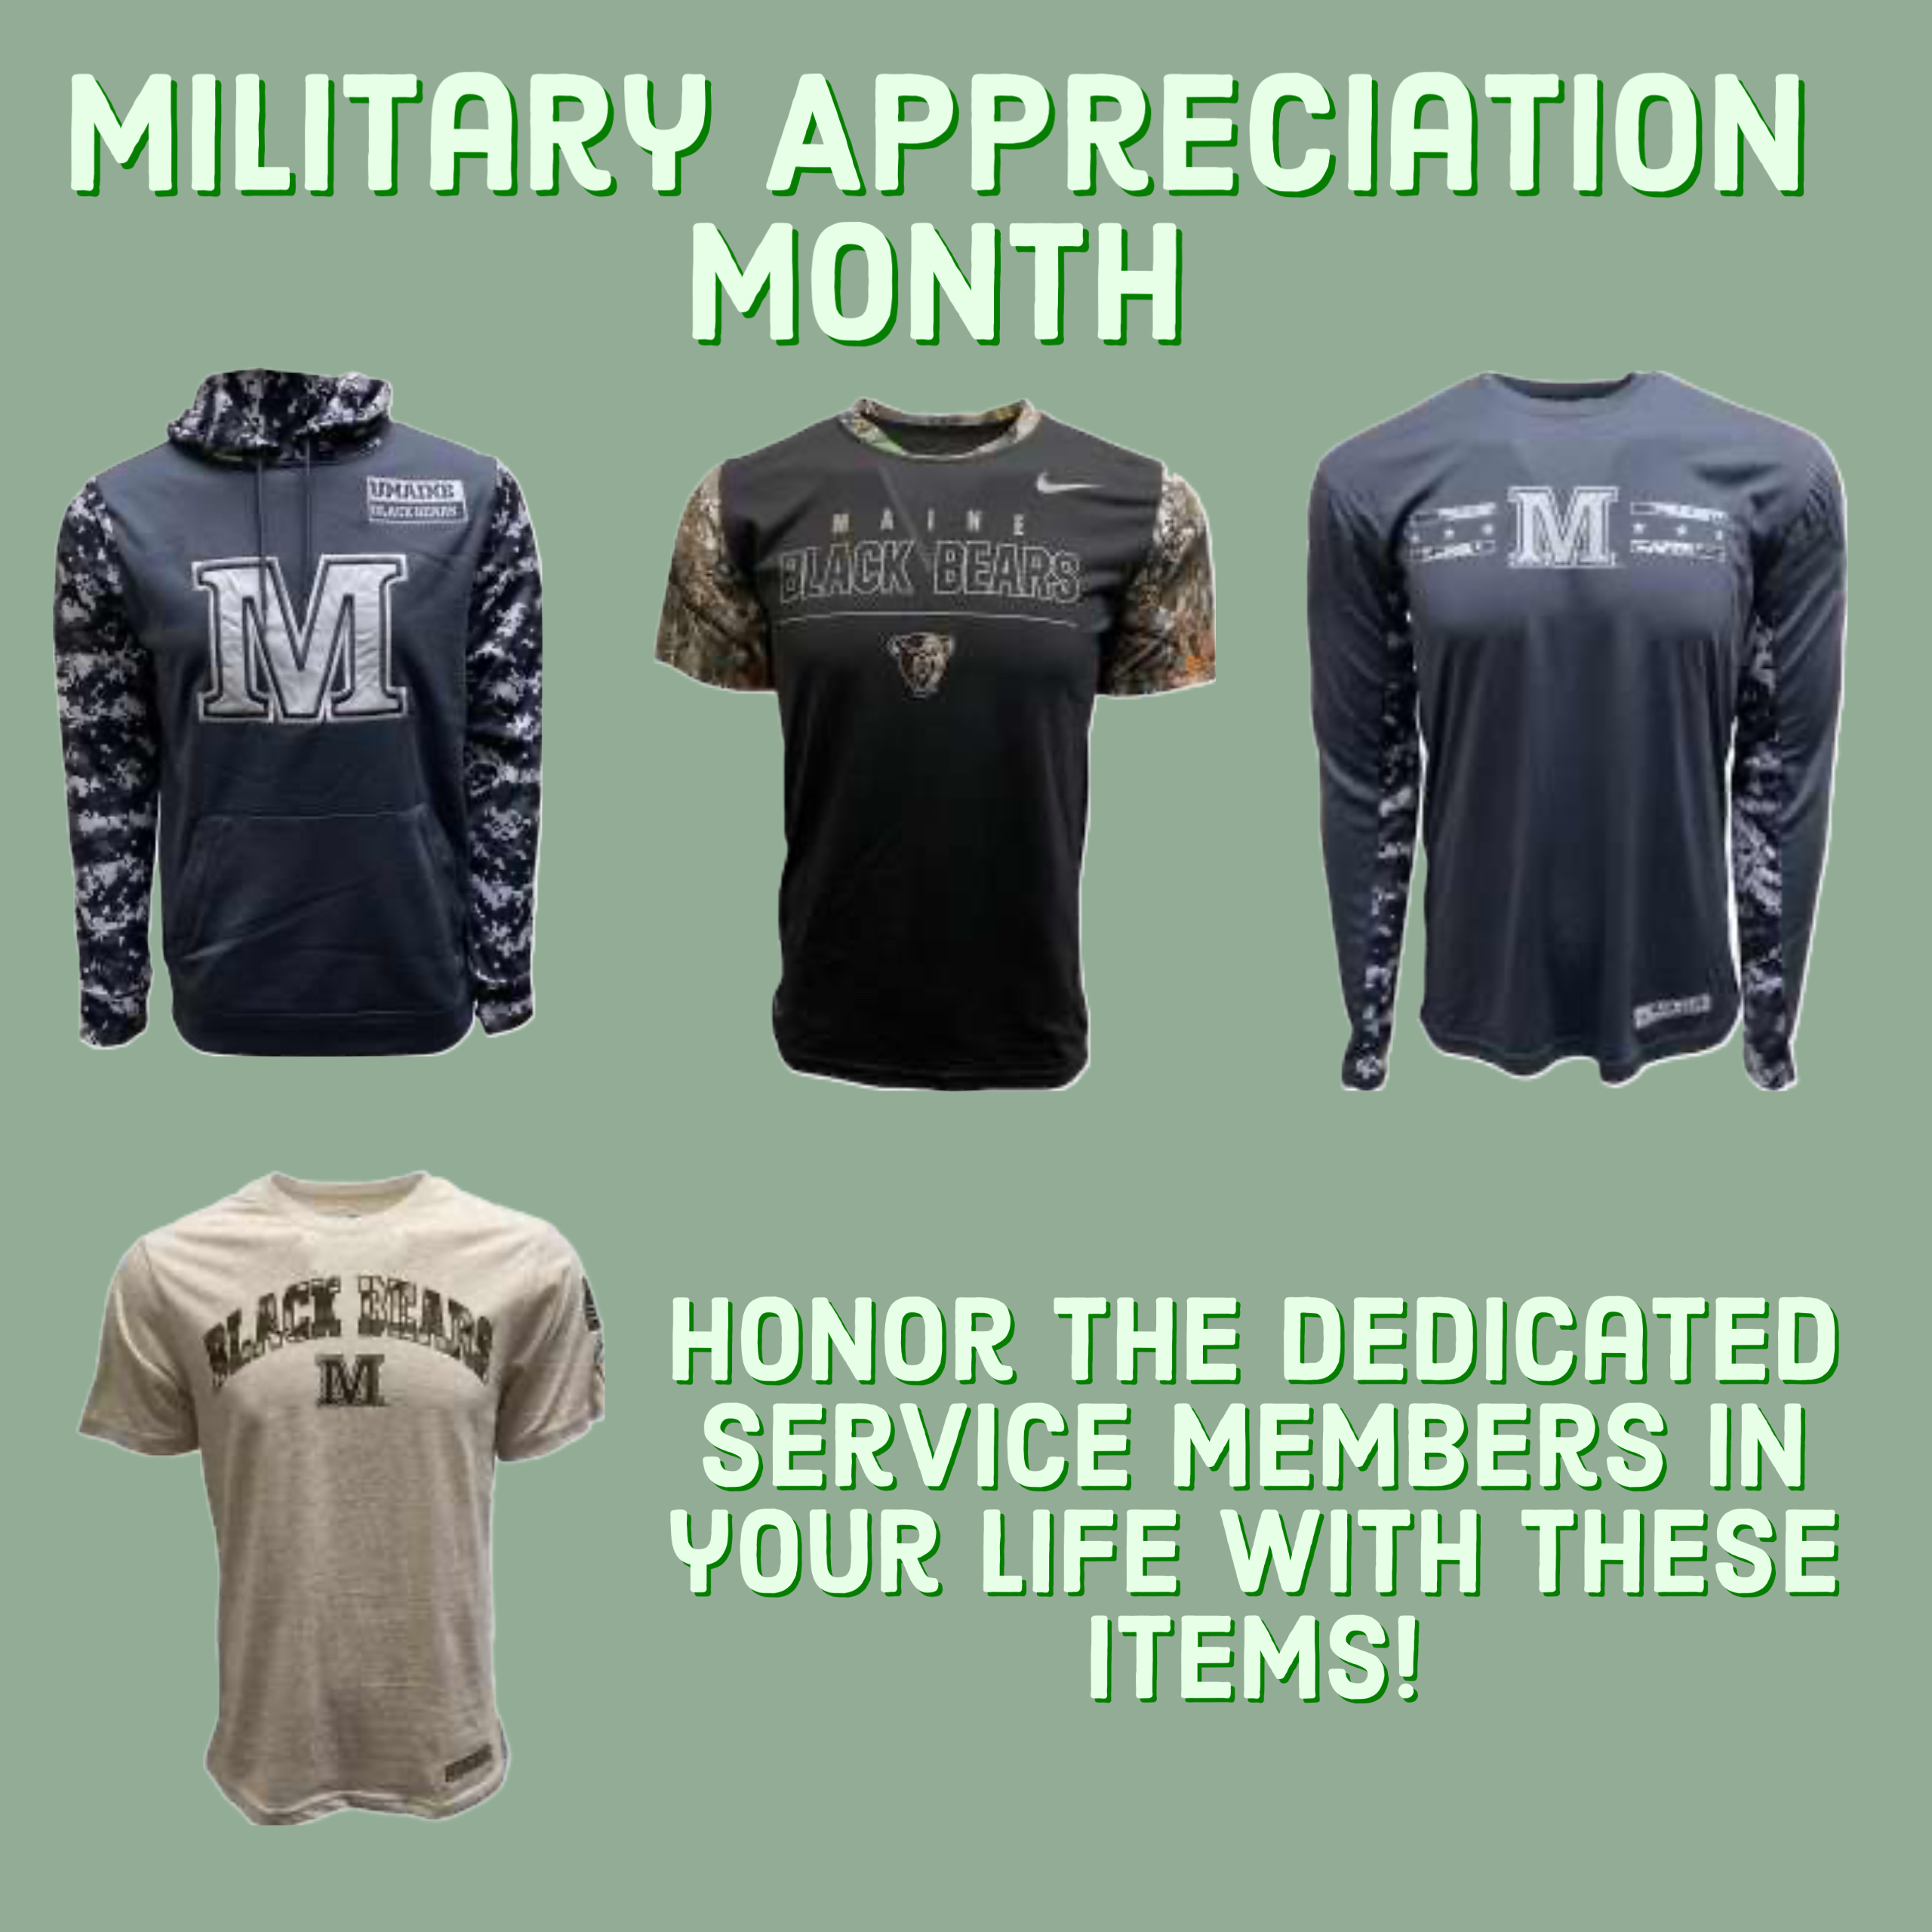 MILITARY APPRECIATION
MONTH
UMAINE
BLACK BEARS
M
MAINE
BLACK BEARS
M
BLACK BEARS
M
HONOR THE DEDICATED
SERVICE MEMBERS IN
YOUR LIFE WITH THESE
ITEMS!